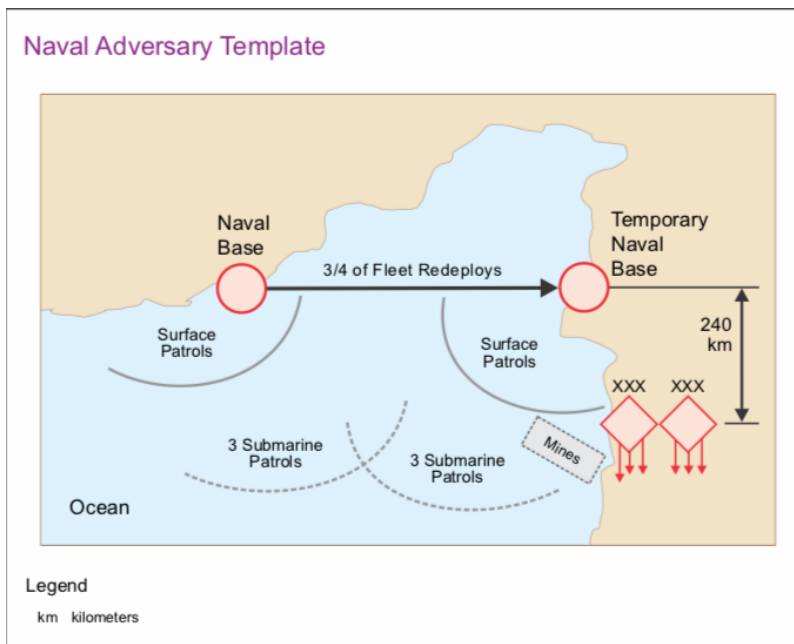 Naval Adversary Template
Naval
Base
Temporary
Naval
Base
3/4 of Fleet Redeploys
240
km
Surface
Patrols
Surface
Patrols
XXX
XXX
3 Submarine
Patrols
3 Submarine
Patrols
Mines
Ocean
Legend
km kilometers